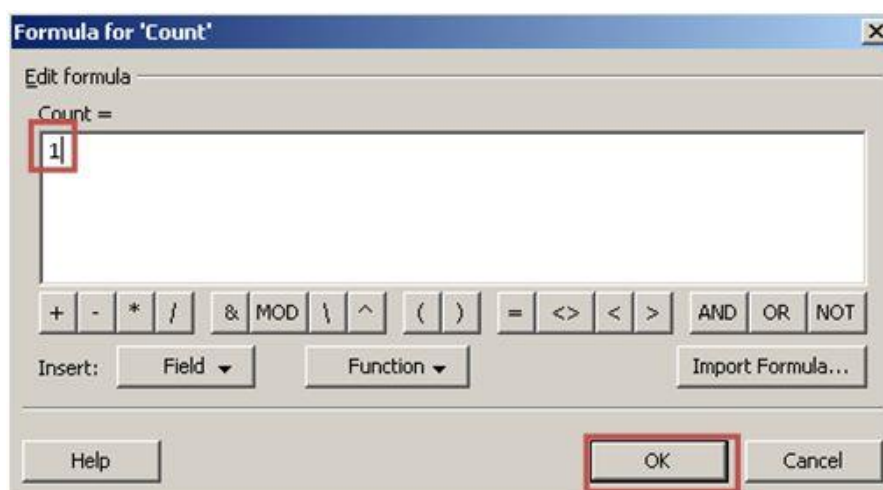 Formula for 'Count'
Edit formula
Count =
1
+ - * / & MOD \ ^ ( ) = <> < > AND OR NOT
Insert: Field Function Import Formula...
Help OK Cancel